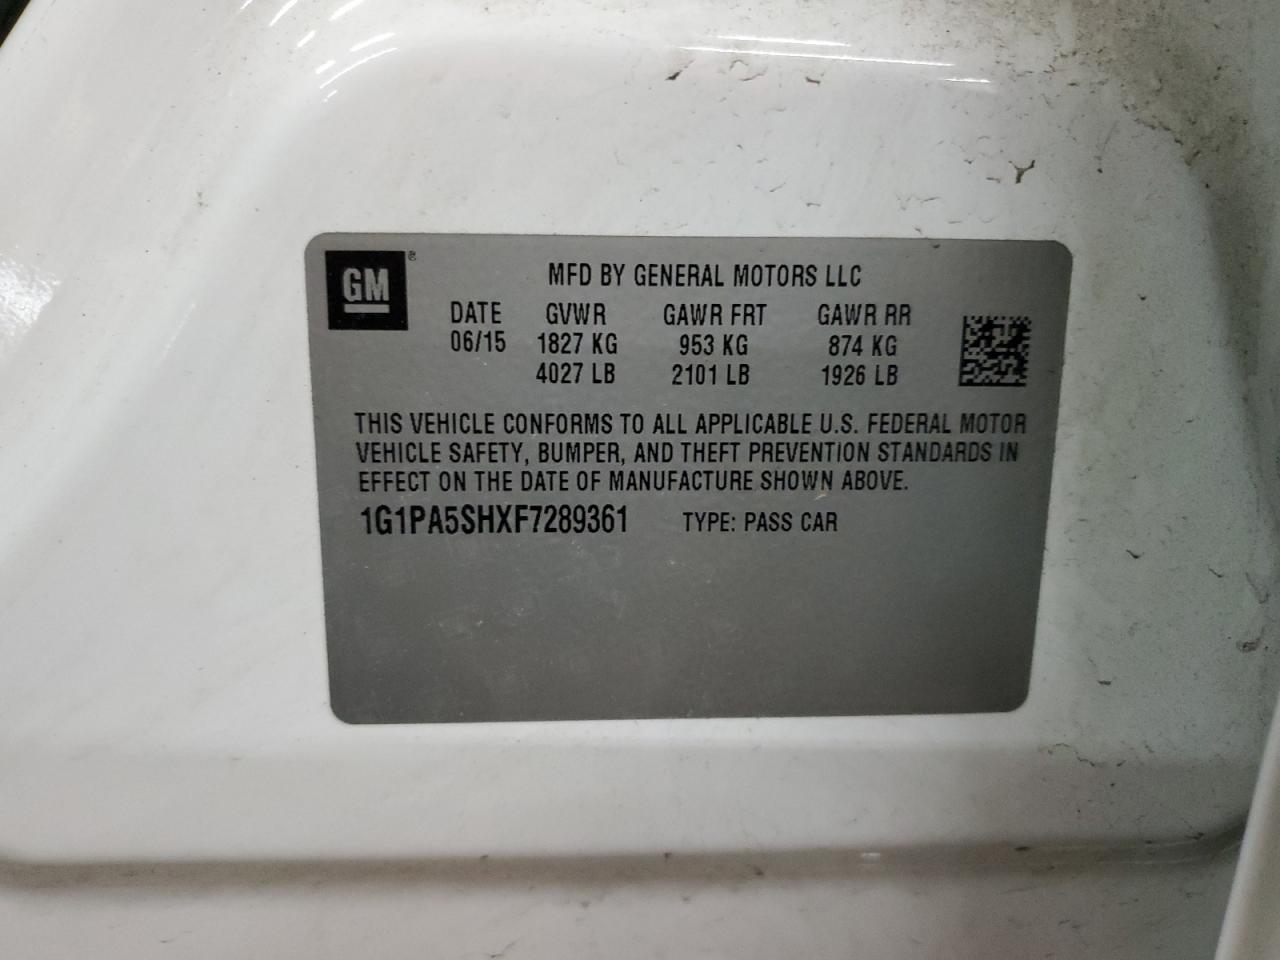 GM®
MFD BY GENERAL MOTORS LLC
DATE GVWR GAWR FRT GAWR RR
06/15 1827 KG 953 KG 874 KG
4027 LB 2101 LB 1926 LB
THIS VEHICLE CONFORMS TO ALL APPLICABLE U.S. FEDERAL MOTOR
VEHICLE SAFETY, BUMPER, AND THEFT PREVENTION STANDARDS IN
EFFECT ON THE DATE OF MANUFACTURE SHOWN ABOVE.
1G1PA5SHXF7289361 TYPE: PASS CAR